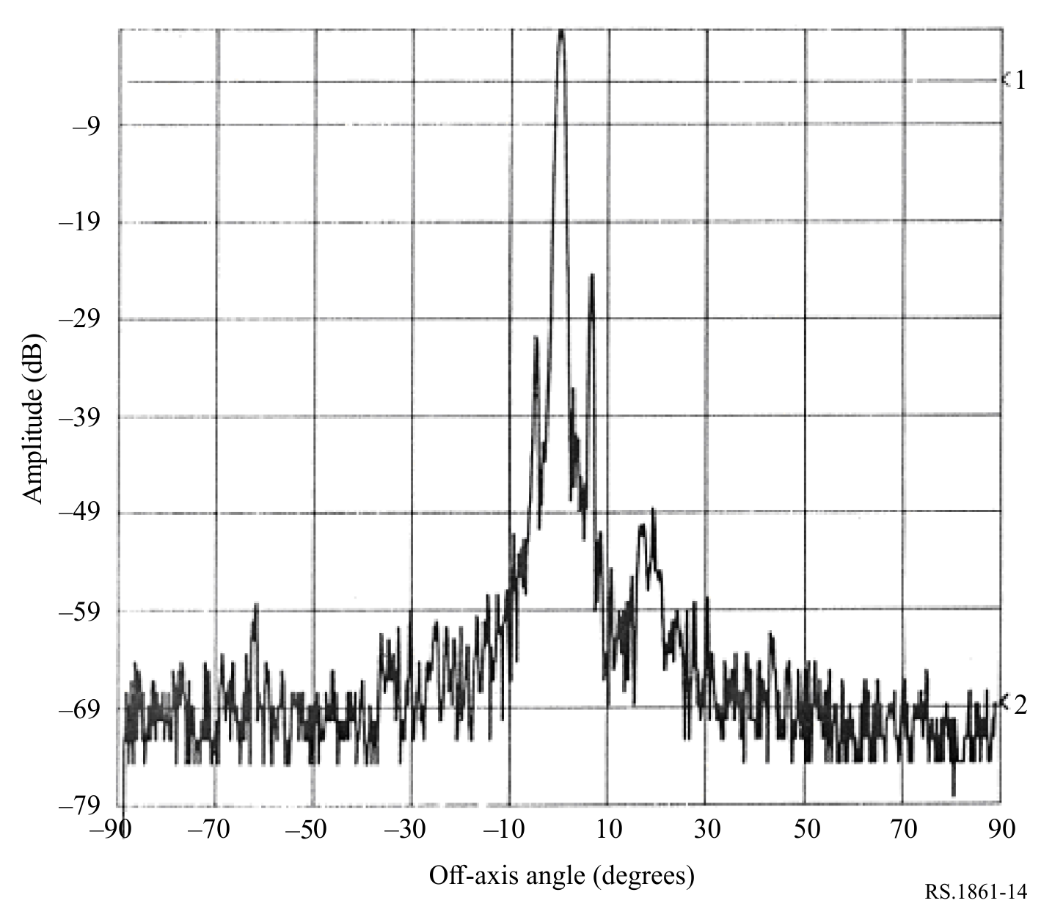 1
–9
–19
–29
–39
–49
–59
–69
2
–79
–90 –70 –50 –30 –10 10 30 50 70 90
Amplitude (dB)
Off-axis angle (degrees)
RS.1861-14